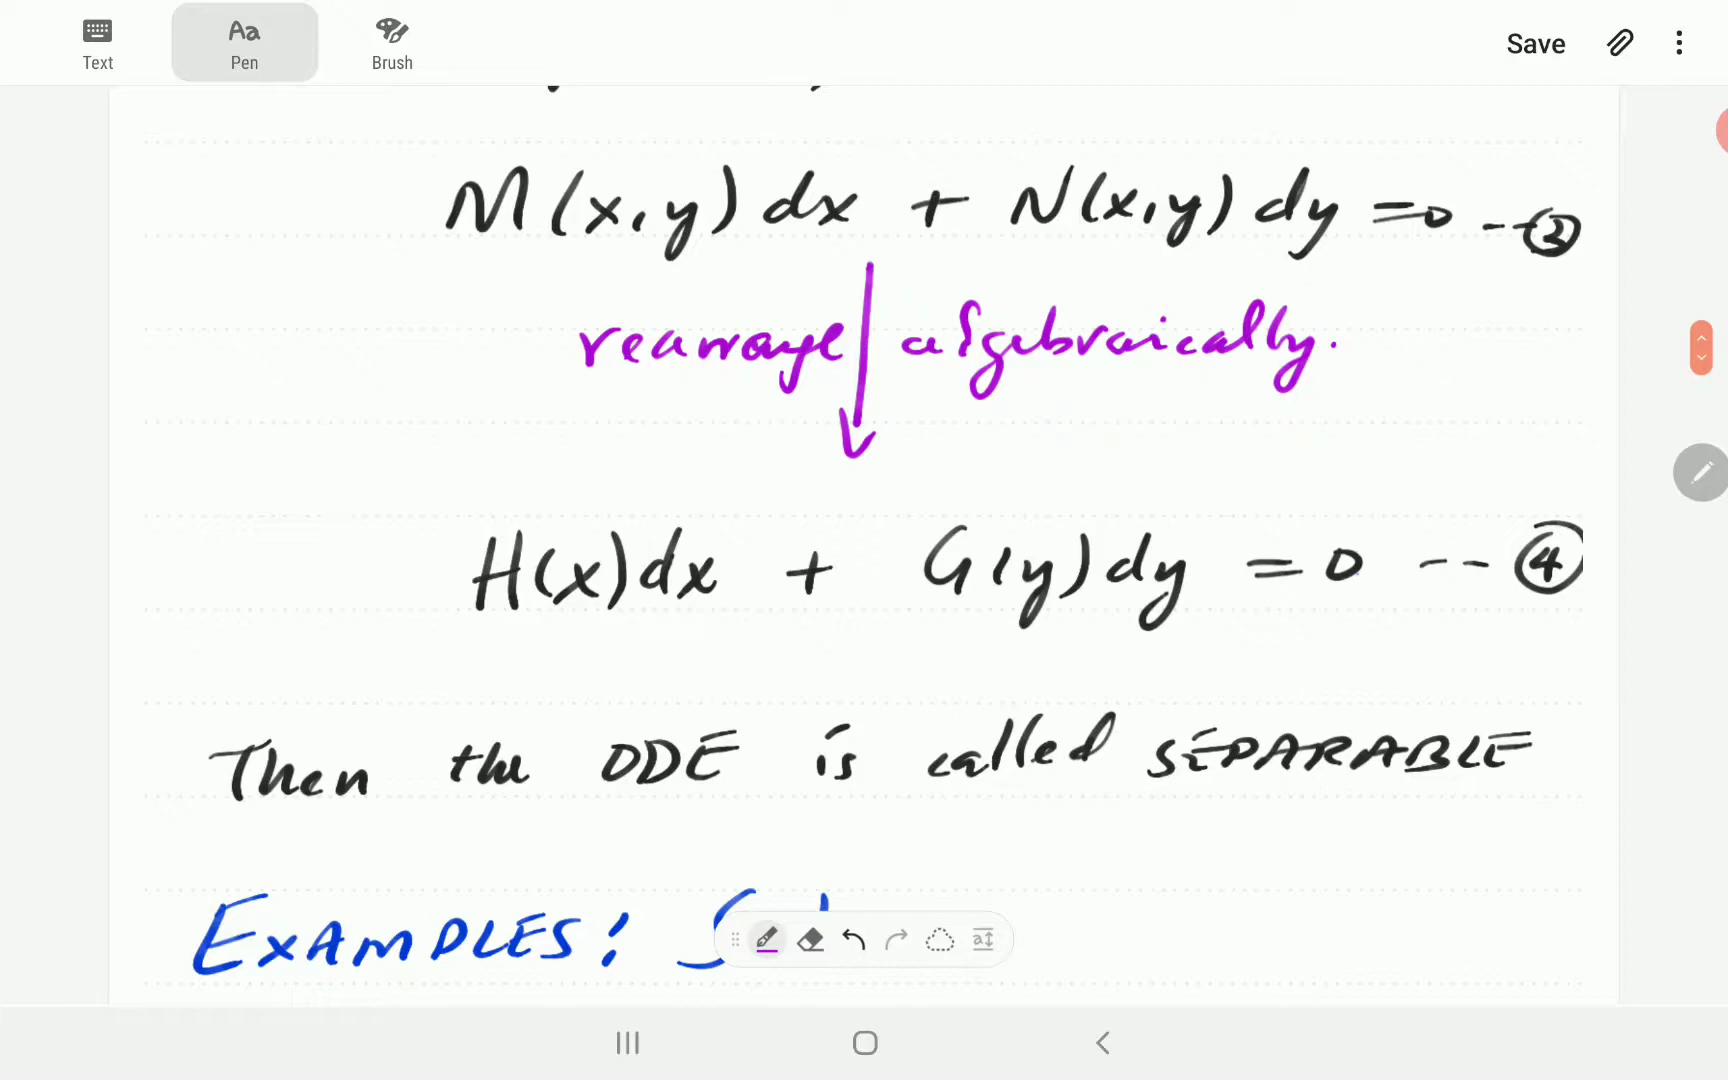 Text Pen Brush Save
M(x,y)dx + N(x,y)dy =0 --③
rearrange algebraically.
H(x)dx + G(y)dy = 0 -- ④
Then the ODE is called SEPARABLE
EXAMPLES: